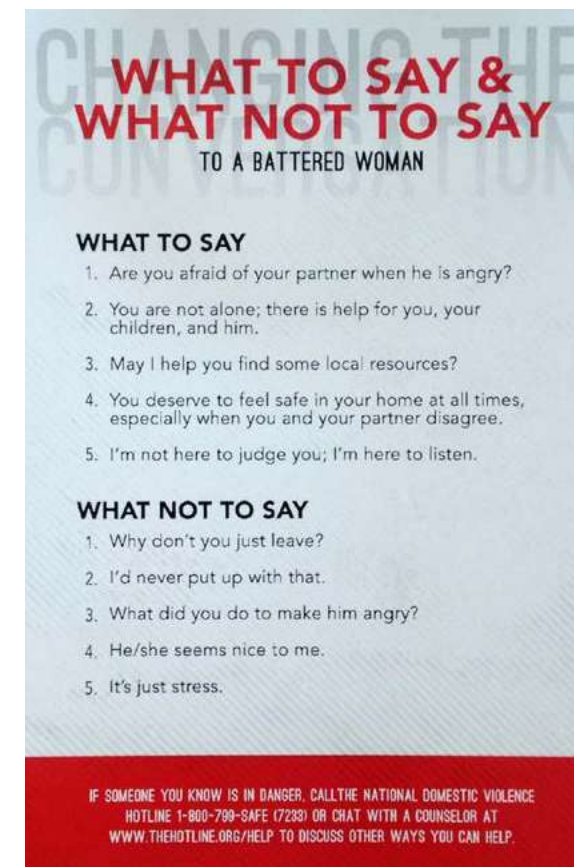 CHANGING THE
CONVERSATION
WHAT TO SAY &
WHAT NOT TO SAY
TO A BATTERED WOMAN
WHAT TO SAY
1. Are you afraid of your partner when he is angry?
2. You are not alone; there is help for you, your
children, and him.
3. May I help you find some local resources?
4. You deserve to feel safe in your home at all times,
especially when you and your partner disagree.
5. I'm not here to judge you; I'm here to listen.
WHAT NOT TO SAY
1. Why don't you just leave?
2. I'd never put up with that.
3. What did you do to make him angry?
4. He/she seems nice to me.
5. It's just stress.
IF SOMEONE YOU KNOW IS IN DANGER, CALLTHE NATIONAL DOMESTIC VIOLENCE
HOTLINE 1-800-799-SAFE (7233) OR CHAT WITH A COUNSELOR AT
WWW.THEHOTLINE.ORG/HELP TO DISCUSS OTHER WAYS YOU CAN HELP.